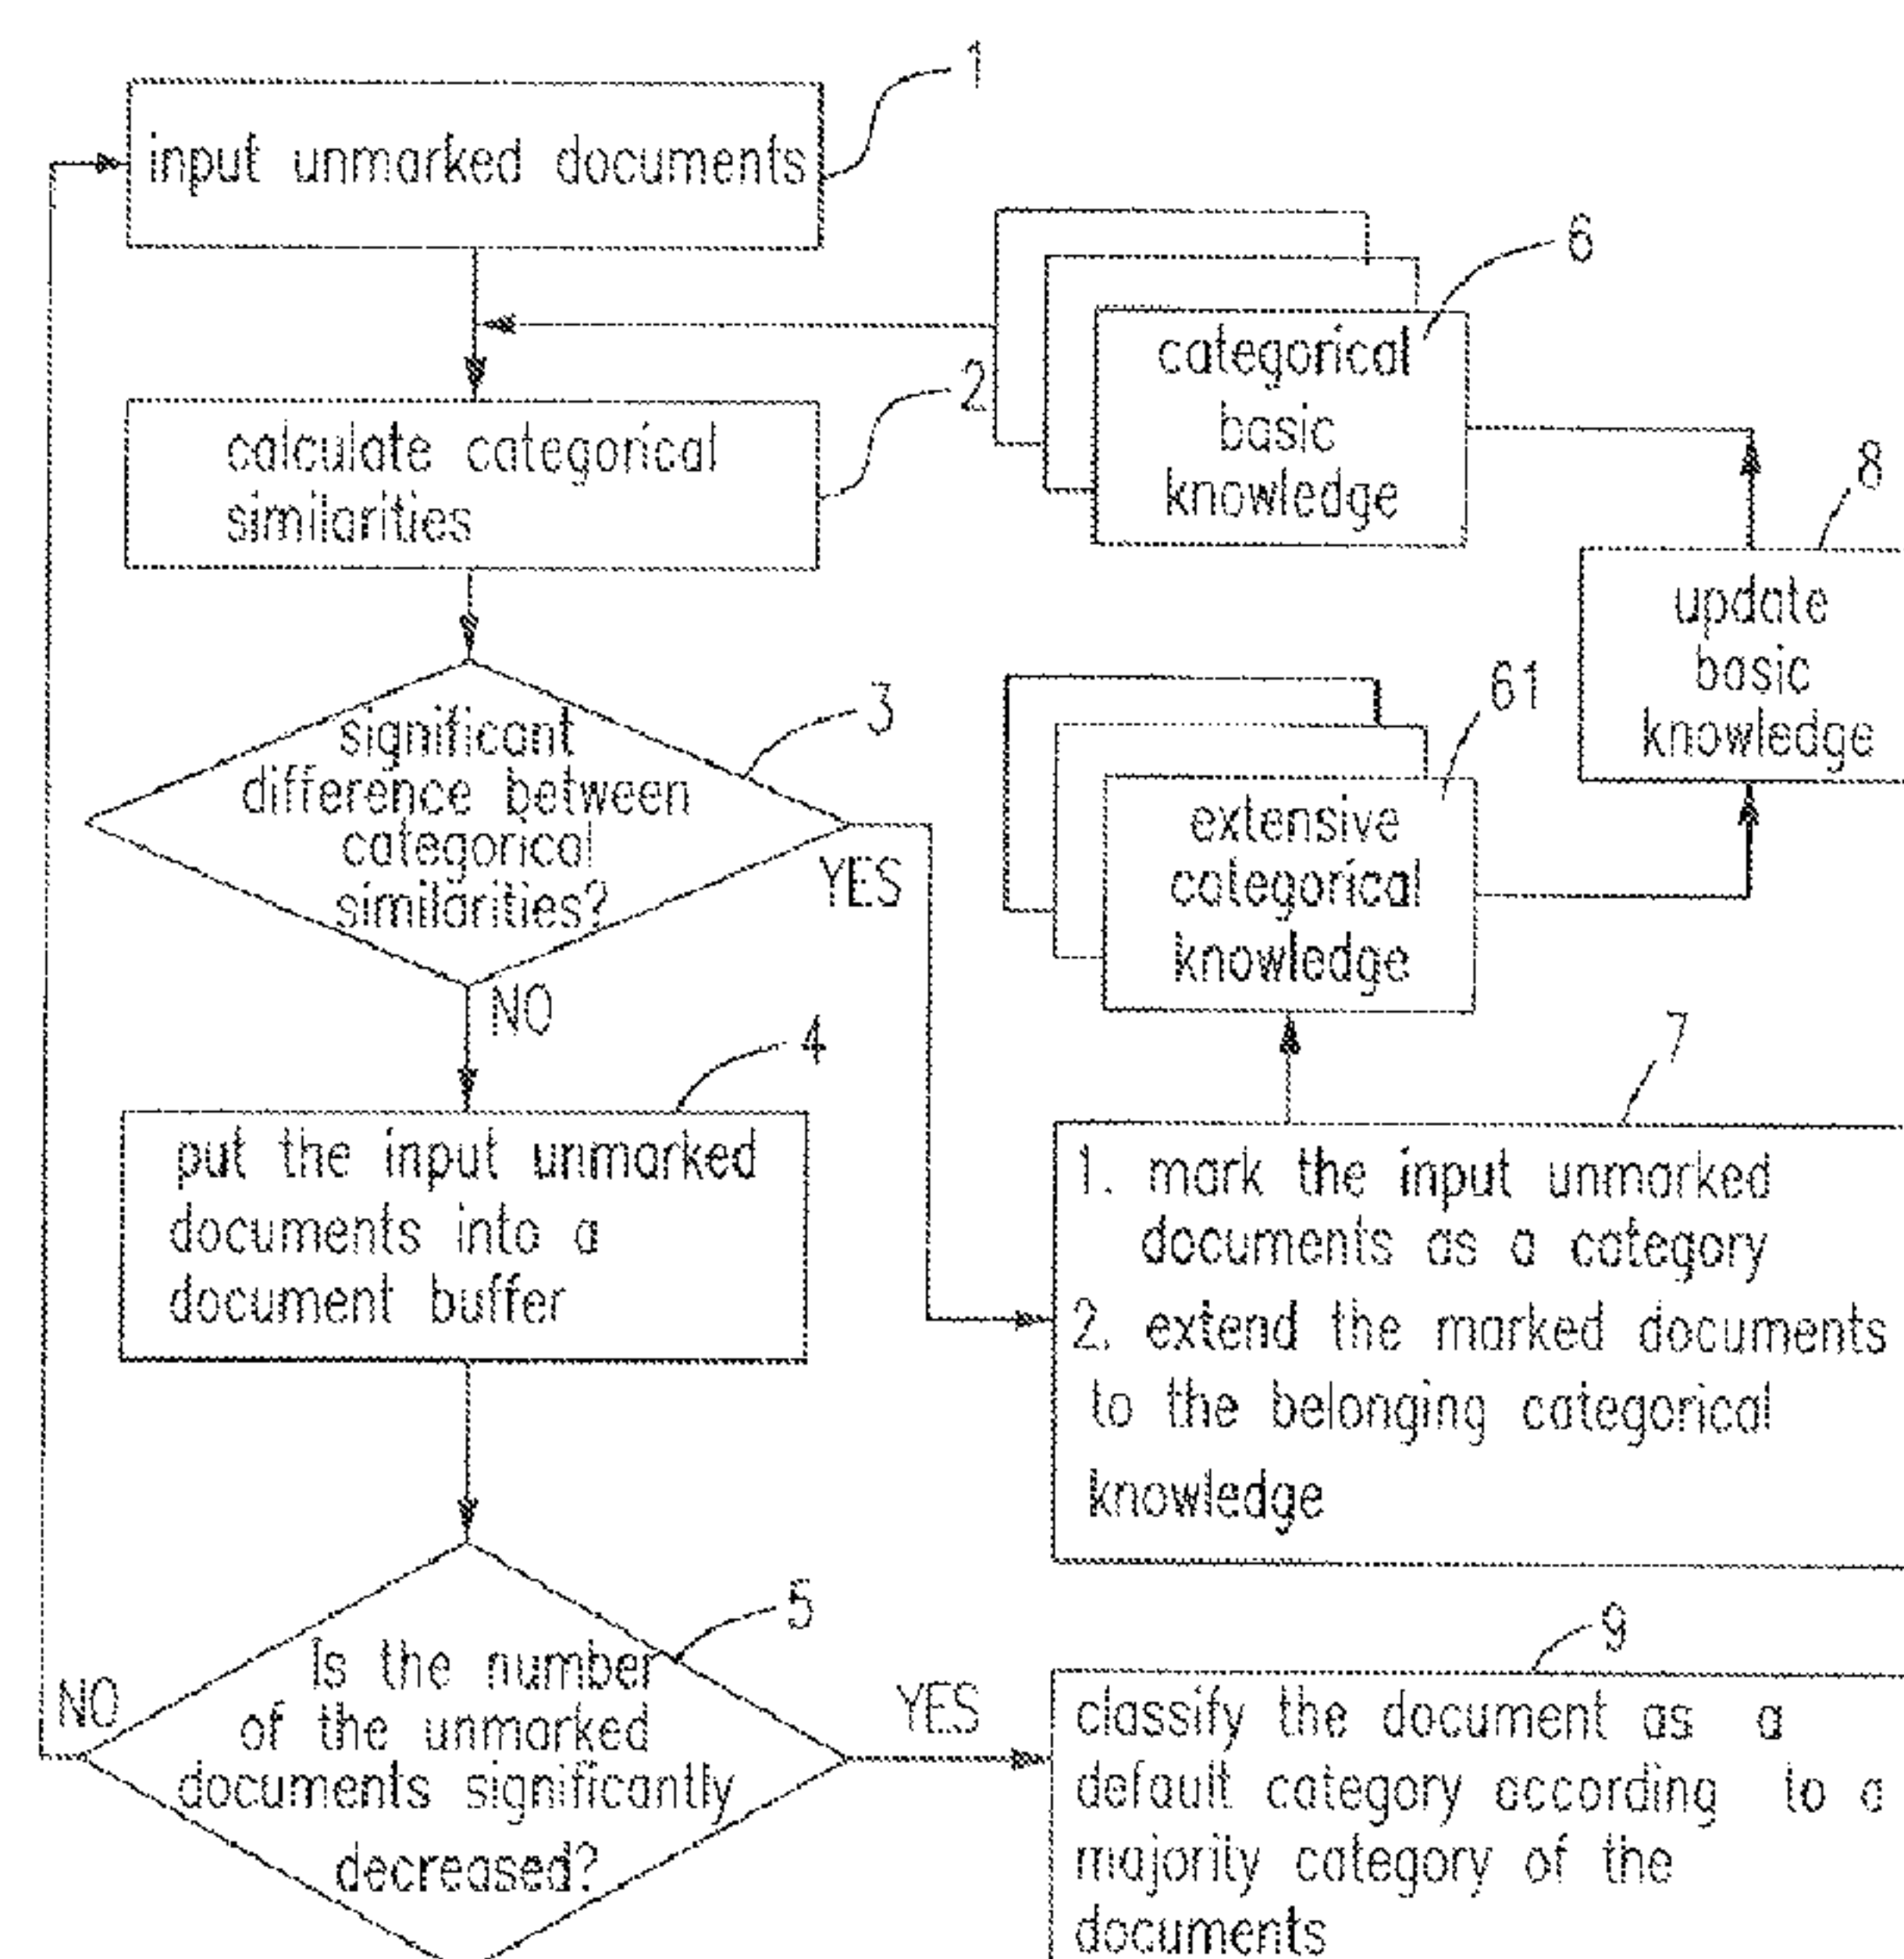 1
input unmarked documents
6
categorical
basic
knowledge
2
calculate categorical
similarities
8
update
basic
knowledge
3
significant
difference between
categorical
similarities?
YES
NO
61
extensive
categorical
knowledge
4
put the input unmarked
documents into a
document buffer
7
1. mark the input unmarked
documents as a category
2. extend the marked documents
to the belonging categorical
knowledge
5
Is the number
of the unmarked
documents significantly
decreased?
NO
YES
9
classify the document as a
default category according to a
majority category of the
documents